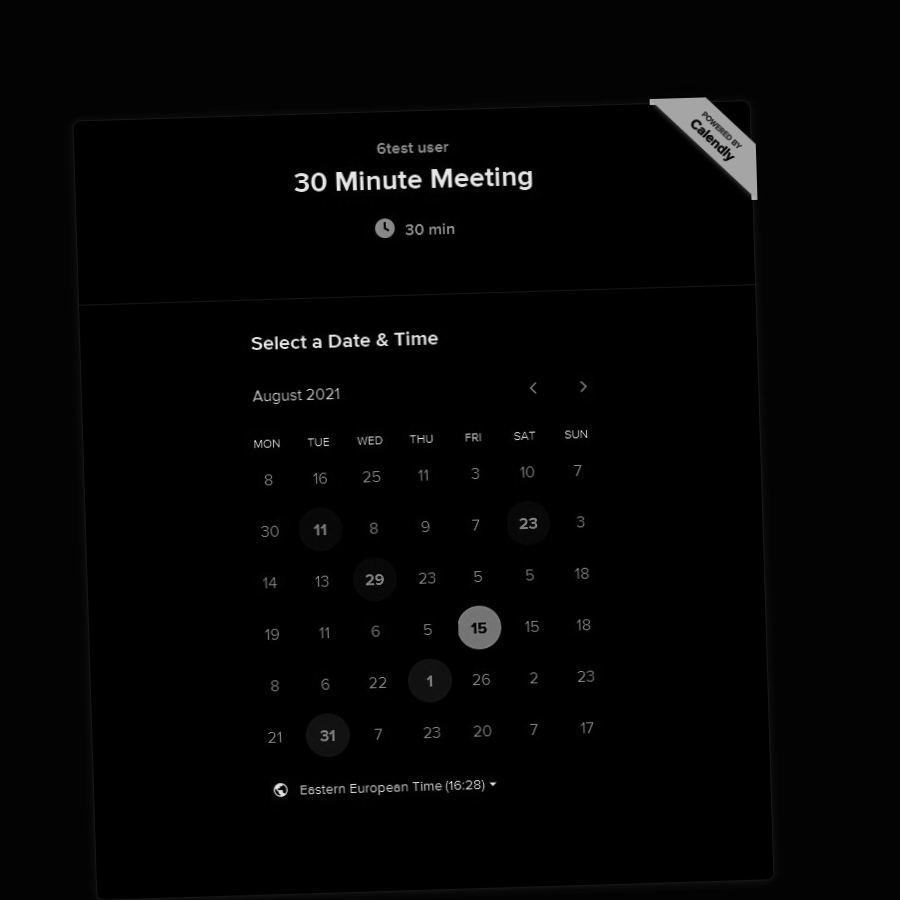 POWERED BY
Calendly
6test user
30 Minute Meeting
30 min
Select a Date & Time
August 2021
MON TUE WED THU FRI SAT SUN
8 16 25 11 3 10 7
30 11 8 9 7 23 3
14 13 29 23 5 5 18
19 11 6 5 15 15 18
8 6 22 1 26 2 23
21 31 7 23 20 7 17
Eastern European Time (16:28)